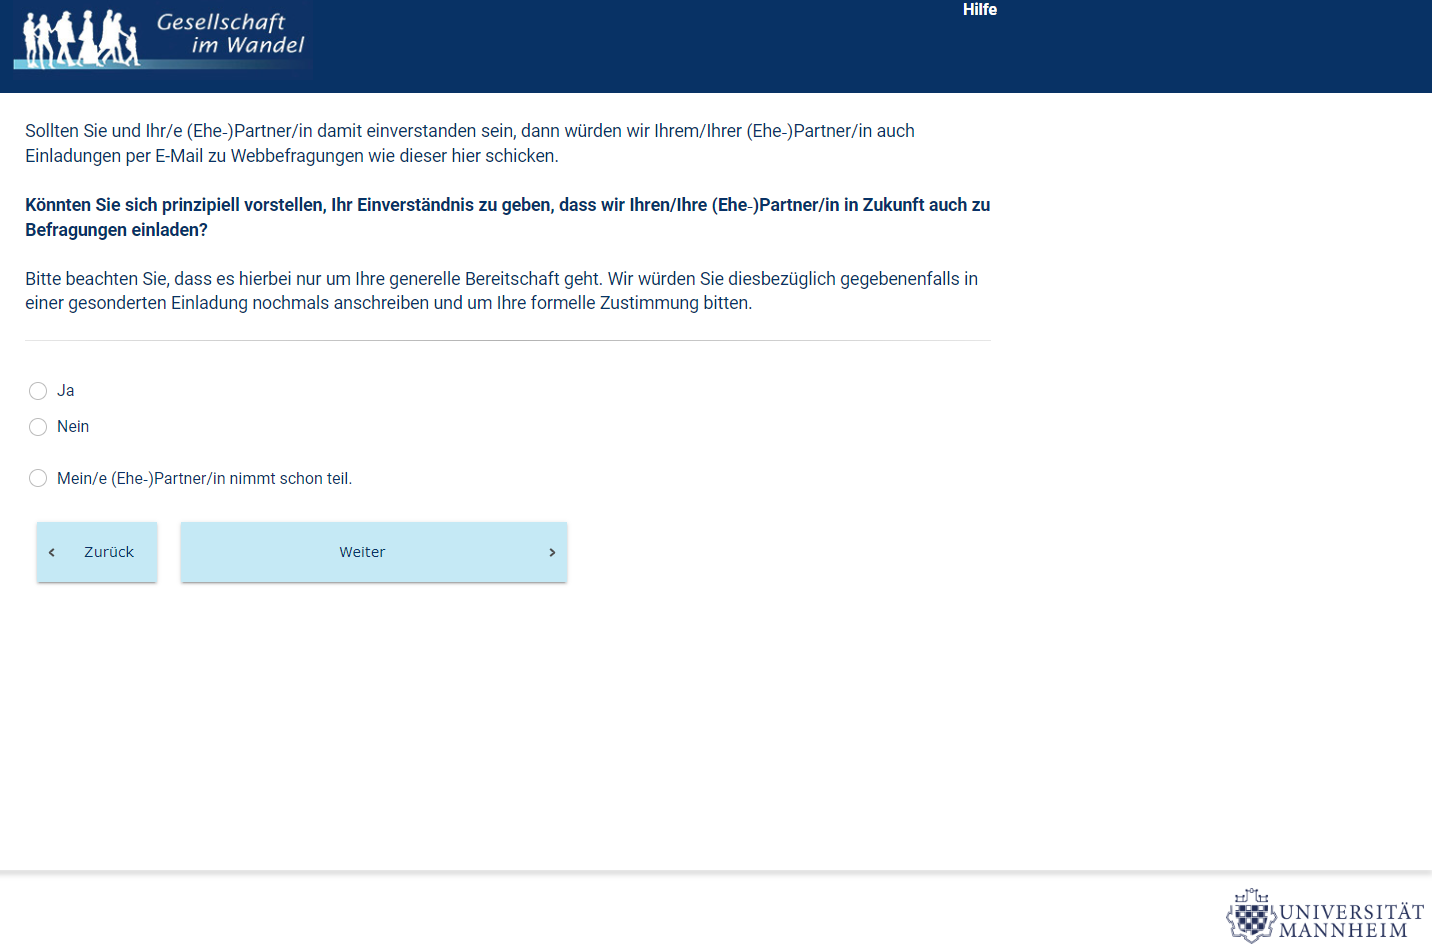 Gesellschaft
im Wandel
Hilfe
Sollten Sie und Ihr/e (Ehe-)Partner/in damit einverstanden sein, dann würden wir Ihrem/Ihrer (Ehe-)Partner/in auch
Einladungen per E-Mail zu Webbefragungen wie dieser hier schicken.
Könnten Sie sich prinzipiell vorstellen, Ihr Einverständnis zu geben, dass wir Ihren/Ihre (Ehe-)Partner/in in Zukunft auch zu
Befragungen einladen?
Bitte beachten Sie, dass es hierbei nur um Ihre generelle Bereitschaft geht. Wir würden Sie diesbezüglich gegebenenfalls in
einer gesonderten Einladung nochmals anschreiben und um Ihre formelle Zustimmung bitten.
Ja
Nein
Mein/e (Ehe-)Partner/in nimmt schon teil.
Zurück
Weiter
UNIVERSITÄT
MANNHEIM